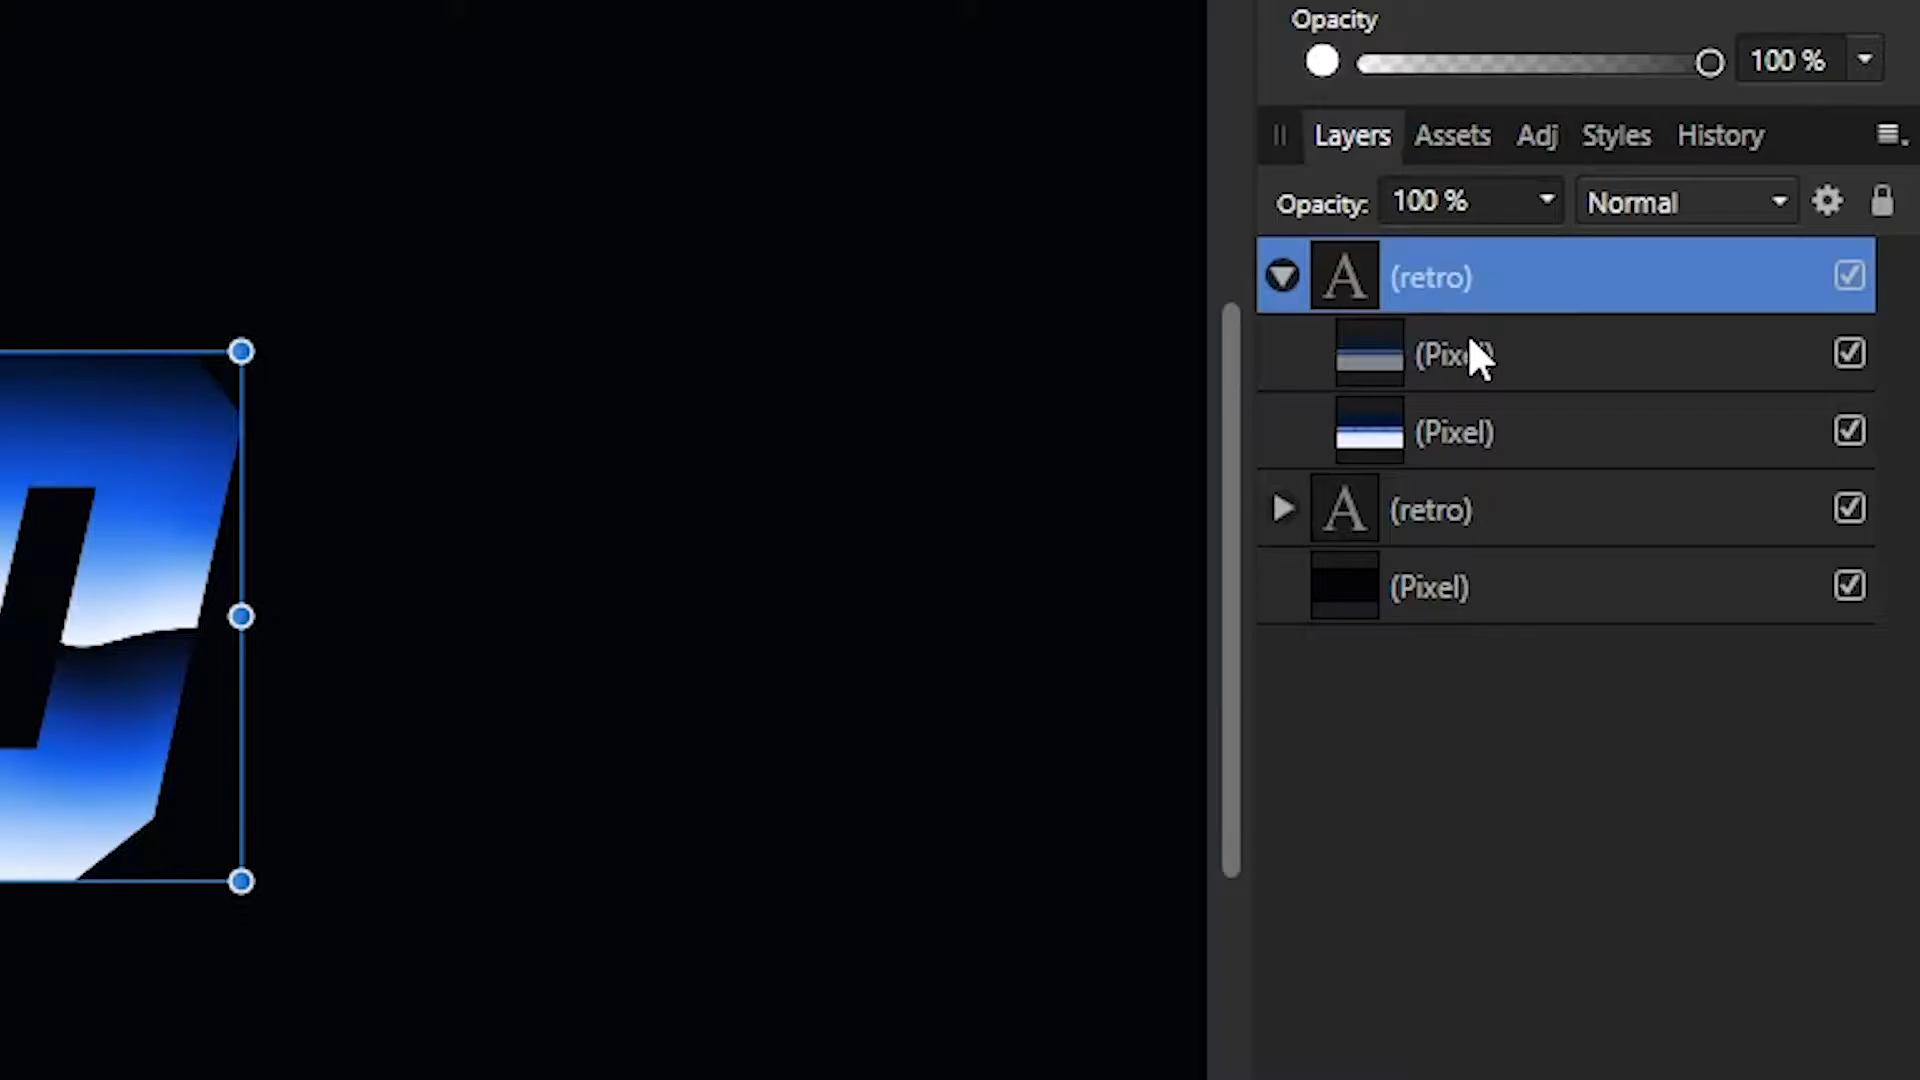 Opacity
100 %
Layers Assets Adj Styles History
Opacity: 100 % Normal
A (retro)
(Pixel)
(Pixel)
A (retro)
(Pixel)